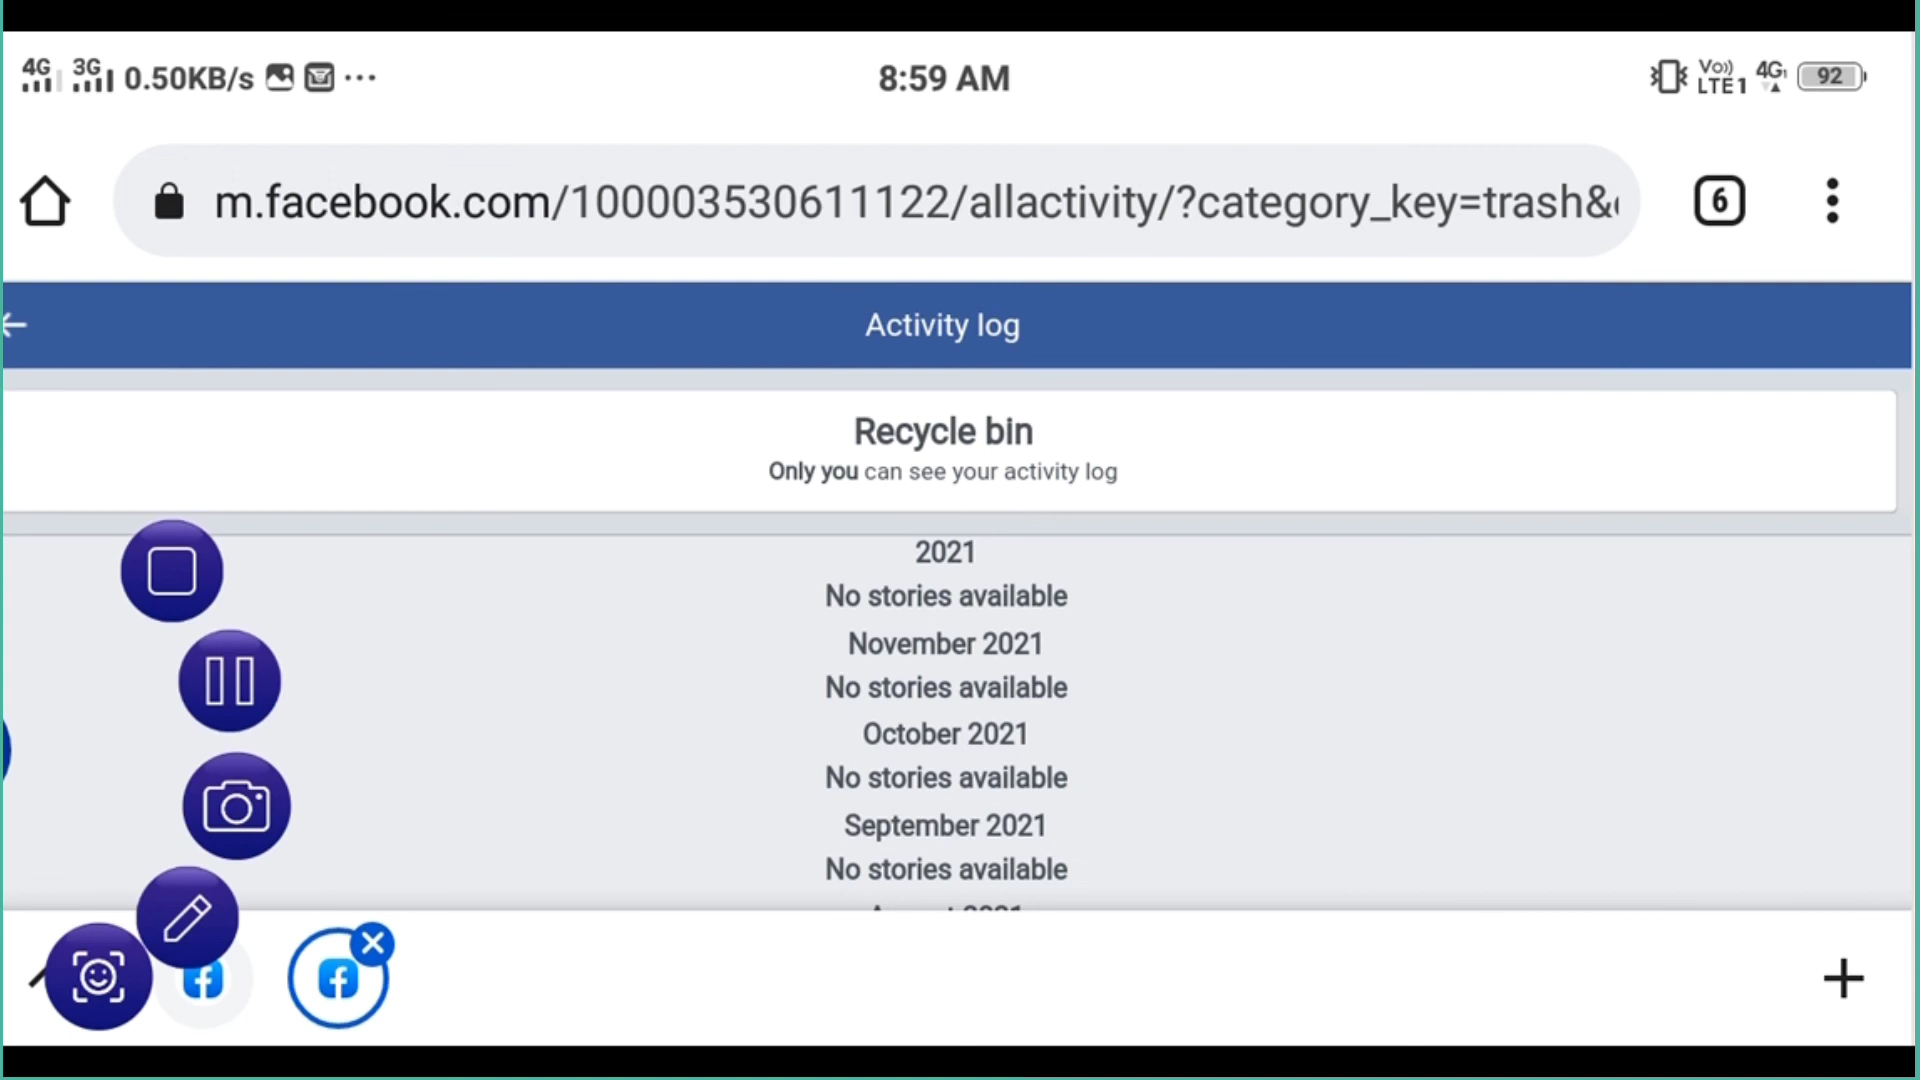 4G 3G 0.50KB/s ... 8:59 AM Vo)) LTE 1 4G 92
m.facebook.com/100003530611122/allactivity/?category_key=trash& 6
Activity log
Recycle bin
Only you can see your activity log
2021
No stories available
November 2021
No stories available
October 2021
No stories available
September 2021
No stories available